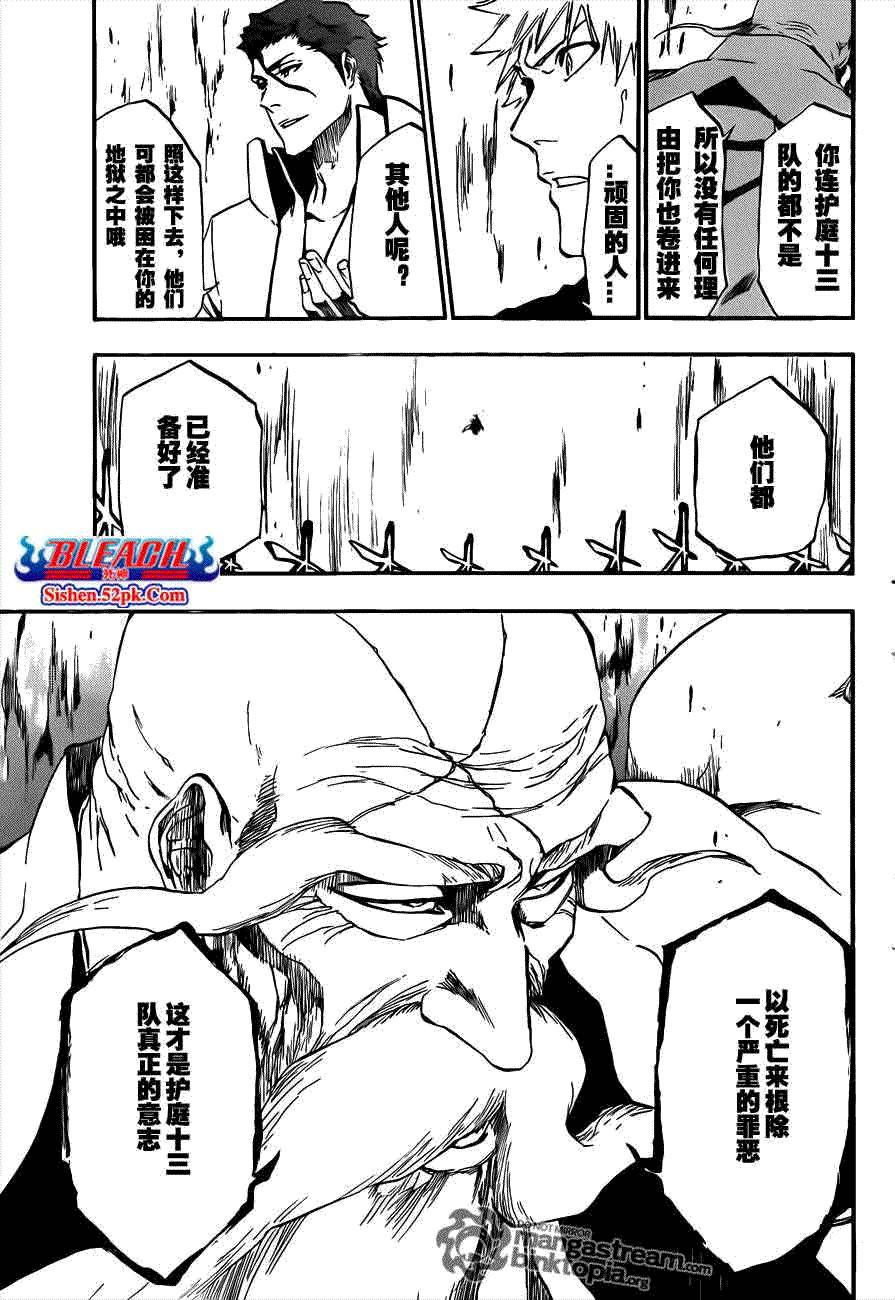 你连护庭十三
队的都不是
所以没有任何理
由把你也卷进来
…顽固的人…
其他人呢？
照这样下去，他们
可都会被困在你的
地狱之中哦
他们都
已经准
备好了
BLEACH
死神
Sishen.52pk.Com
以死亡来根除
一个严重的罪恶
这才是护庭十三
队真正的意志
DO NOT MIRROR
mangastream.com
binktopia.org